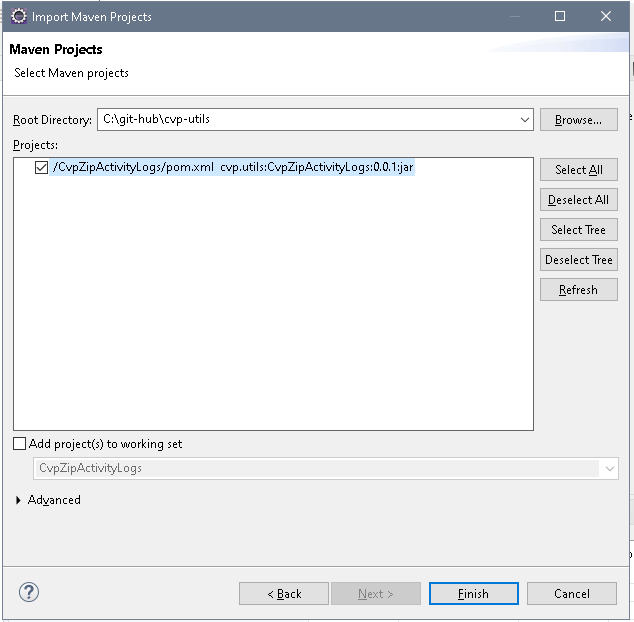 Import Maven Projects
Maven Projects
Select Maven projects
Root Directory: C:\git-hub\cvp-utils Browse...
Projects:
/CvpZipActivityLogs/pom.xml cvp.utils:CvpZipActivityLogs:0.0.1:jar
Select All
Deselect All
Select Tree
Deselect Tree
Refresh
Add project(s) to working set
CvpZipActivityLogs
Advanced
? < Back Next > Finish Cancel